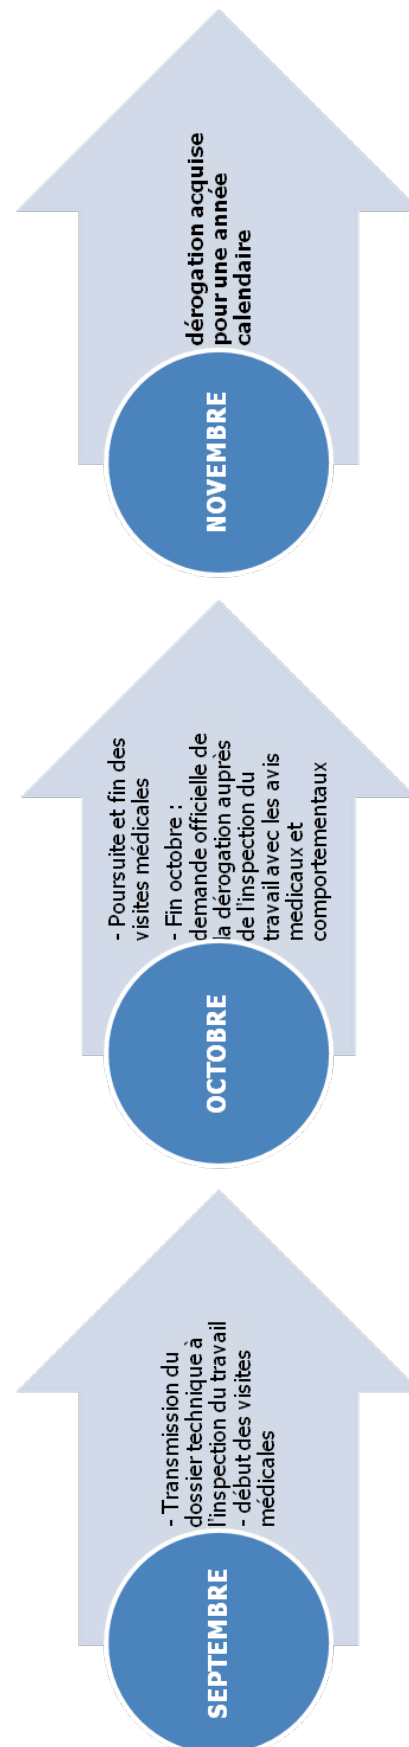 SEPTEMBRE
- Transmission du
dossier technique à
l'inspection du travail
- début des visites
médicales
OCTOBRE
- Poursuite et fin des
visites médicales
- Fin octobre :
demande officielle de
la dérogation auprès
de l'inspection du
travail avec les avis
medicaux et
comportementaux
NOVEMBRE
dérogation acquise
pour une année
calendaire